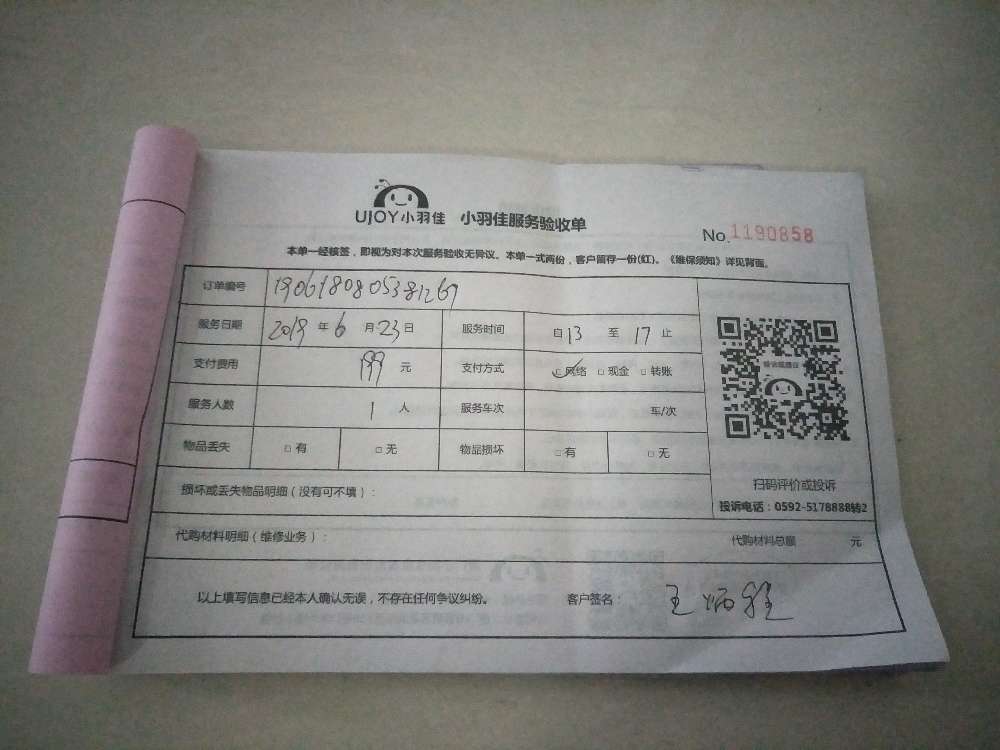 UJOY小羽佳 小羽佳服务验收单
No.1190858
本单一经核签，即视为对本次服务验收无异议。本单一式两份，客户留存一份(红)。《维保须知》详见背面。
订单编号 1906180805381269
服务日期 2019 年 6 月 23 日 服务时间 自 13 至 17 止
支付费用 199 元 支付方式 □网络 □现金 □转账
服务人数 1 人 服务车次 车/次
物品丢失 □有 □无 物品损坏 □有 □无
扫码评价或投诉
投诉电话：0592-5178888转2
损坏或丢失物品明细（没有可不填）：
代购材料明细（维修业务）： 代购材料总额 元
以上填写信息已经本人确认无误，不存在任何争议纠纷。 客户签名： 王炳